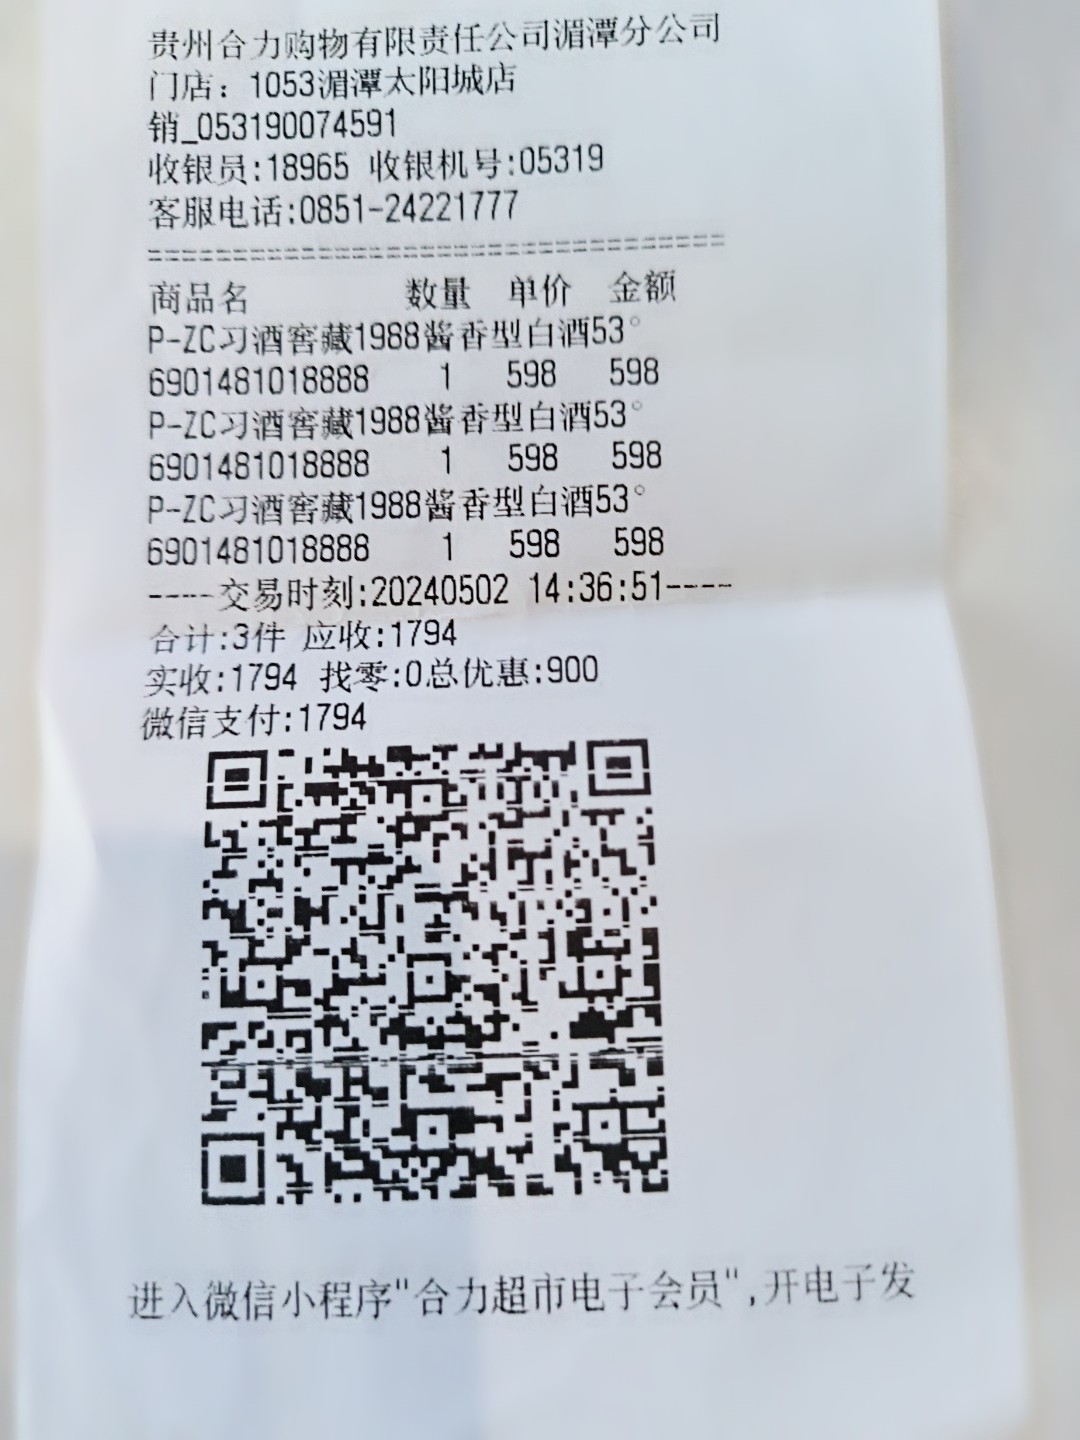 贵州合力购物有限责任公司湄潭分公司
门店：1053湄潭太阳城店
销_053190074591
收银员:18965 收银机号:05319
客服电话:0851-24221777
========================================
商品名 数量 单价 金额
P-ZC习酒窖藏1988酱香型白酒53°
6901481018888 1 598 598
P-ZC习酒窖藏1988酱香型白酒53°
6901481018888 1 598 598
P-ZC习酒窖藏1988酱香型白酒53°
6901481018888 1 598 598
----交易时刻:20240502 14:36:51----
合计:3件 应收:1794
实收:1794 找零:0总优惠:900
微信支付:1794
进入微信小程序"合力超市电子会员",开电子发